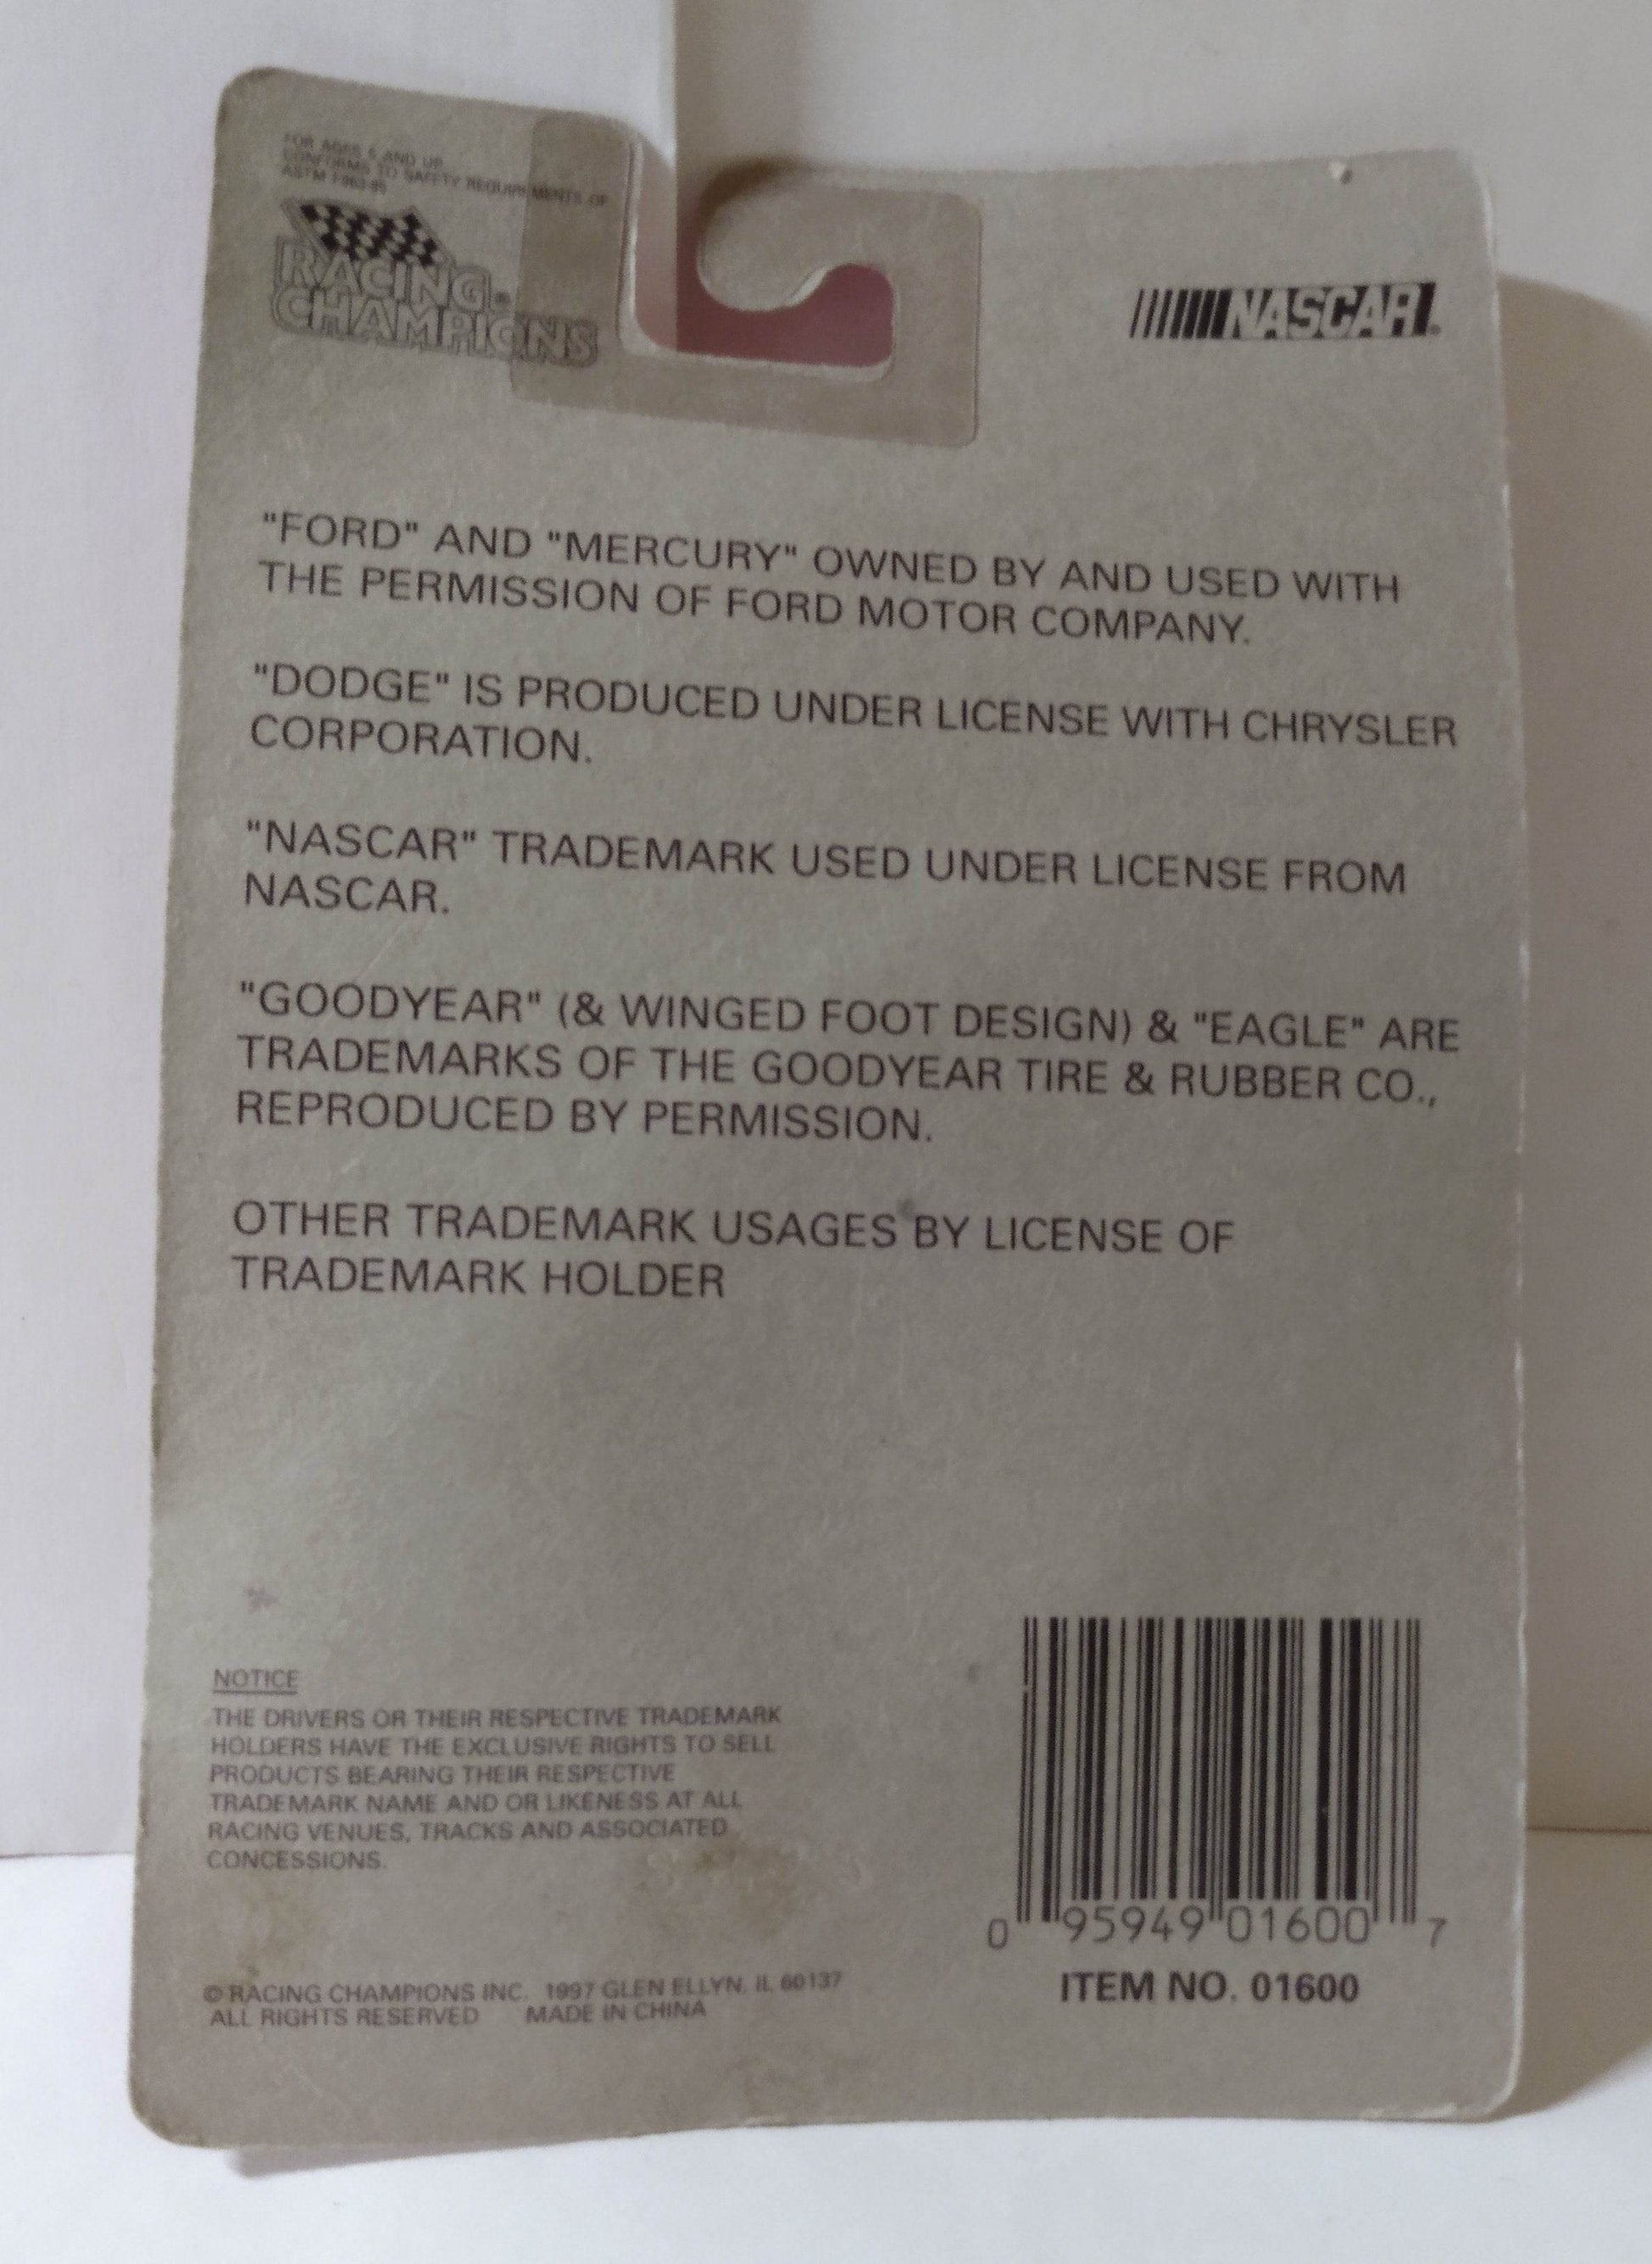 FOR AGES 6 AND UP
CONFORMS TO SAFETY REQUIREMENTS OF
ASTM
RACING
CHAMPIONS
NASCAR
"FORD" AND "MERCURY" OWNED BY AND USED WITH
THE PERMISSION OF FORD MOTOR COMPANY.
"DODGE" IS PRODUCED UNDER LICENSE WITH CHRYSLER
CORPORATION.
"NASCAR" TRADEMARK USED UNDER LICENSE FROM
NASCAR.
"GOODYEAR" (& WINGED FOOT DESIGN) & "EAGLE" ARE
TRADEMARKS OF THE GOODYEAR TIRE & RUBBER CO.,
REPRODUCED BY PERMISSION.
OTHER TRADEMARK USAGES BY LICENSE OF
TRADEMARK HOLDER
NOTICE
THE DRIVERS OR THEIR RESPECTIVE TRADEMARK
HOLDERS HAVE THE EXCLUSIVE RIGHTS TO SELL
PRODUCTS BEARING THEIR RESPECTIVE
TRADEMARK NAME AND OR LIKENESS AT ALL
RACING VENUES, TRACKS AND ASSOCIATED
CONCESSIONS.
© RACING CHAMPIONS INC. 1997 GLEN ELLYN, IL 60137
ALL RIGHTS RESERVED MADE IN CHINA
0 95949 01600 7
ITEM NO. 01600